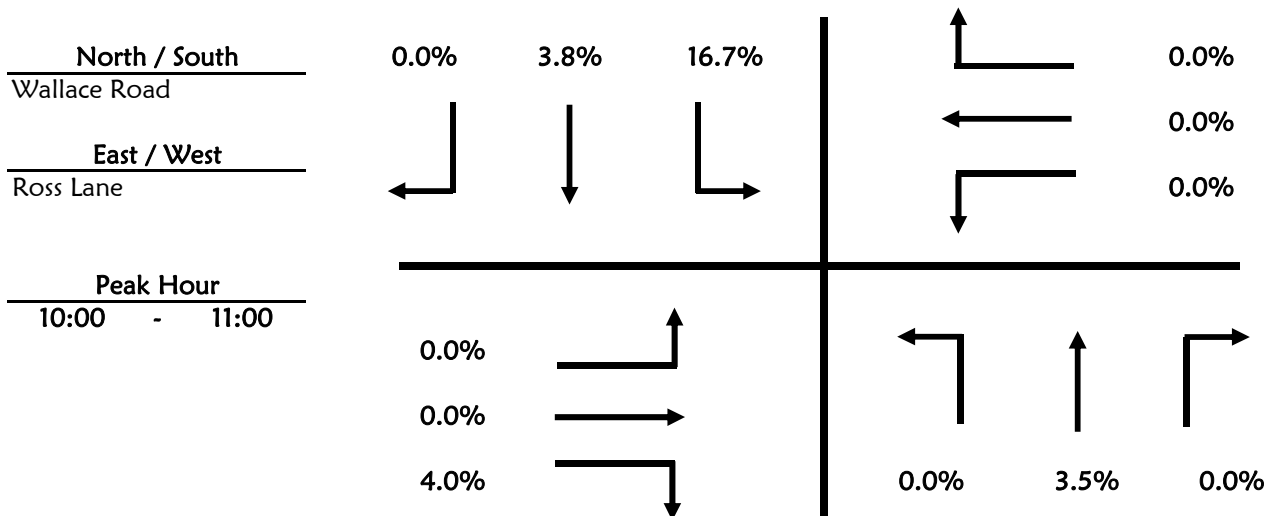 North / South
Wallace Road
East / West
Ross Lane
Peak Hour
10:00 - 11:00
0.0% 3.8% 16.7%
0.0%
0.0%
0.0%
0.0%
0.0%
4.0%
0.0% 3.5% 0.0%